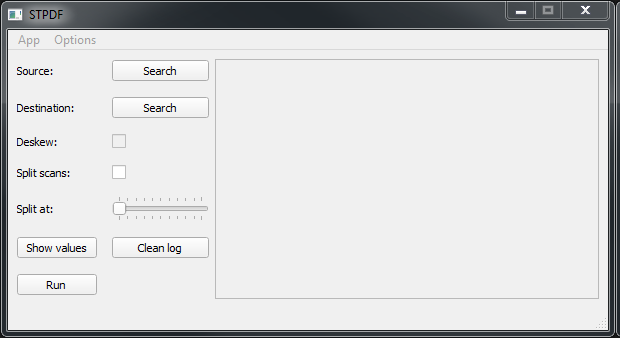 STPDF
App Options
Source: Search
Destination: Search
Deskew:
Split scans:
Split at:
Show values Clean log
Run